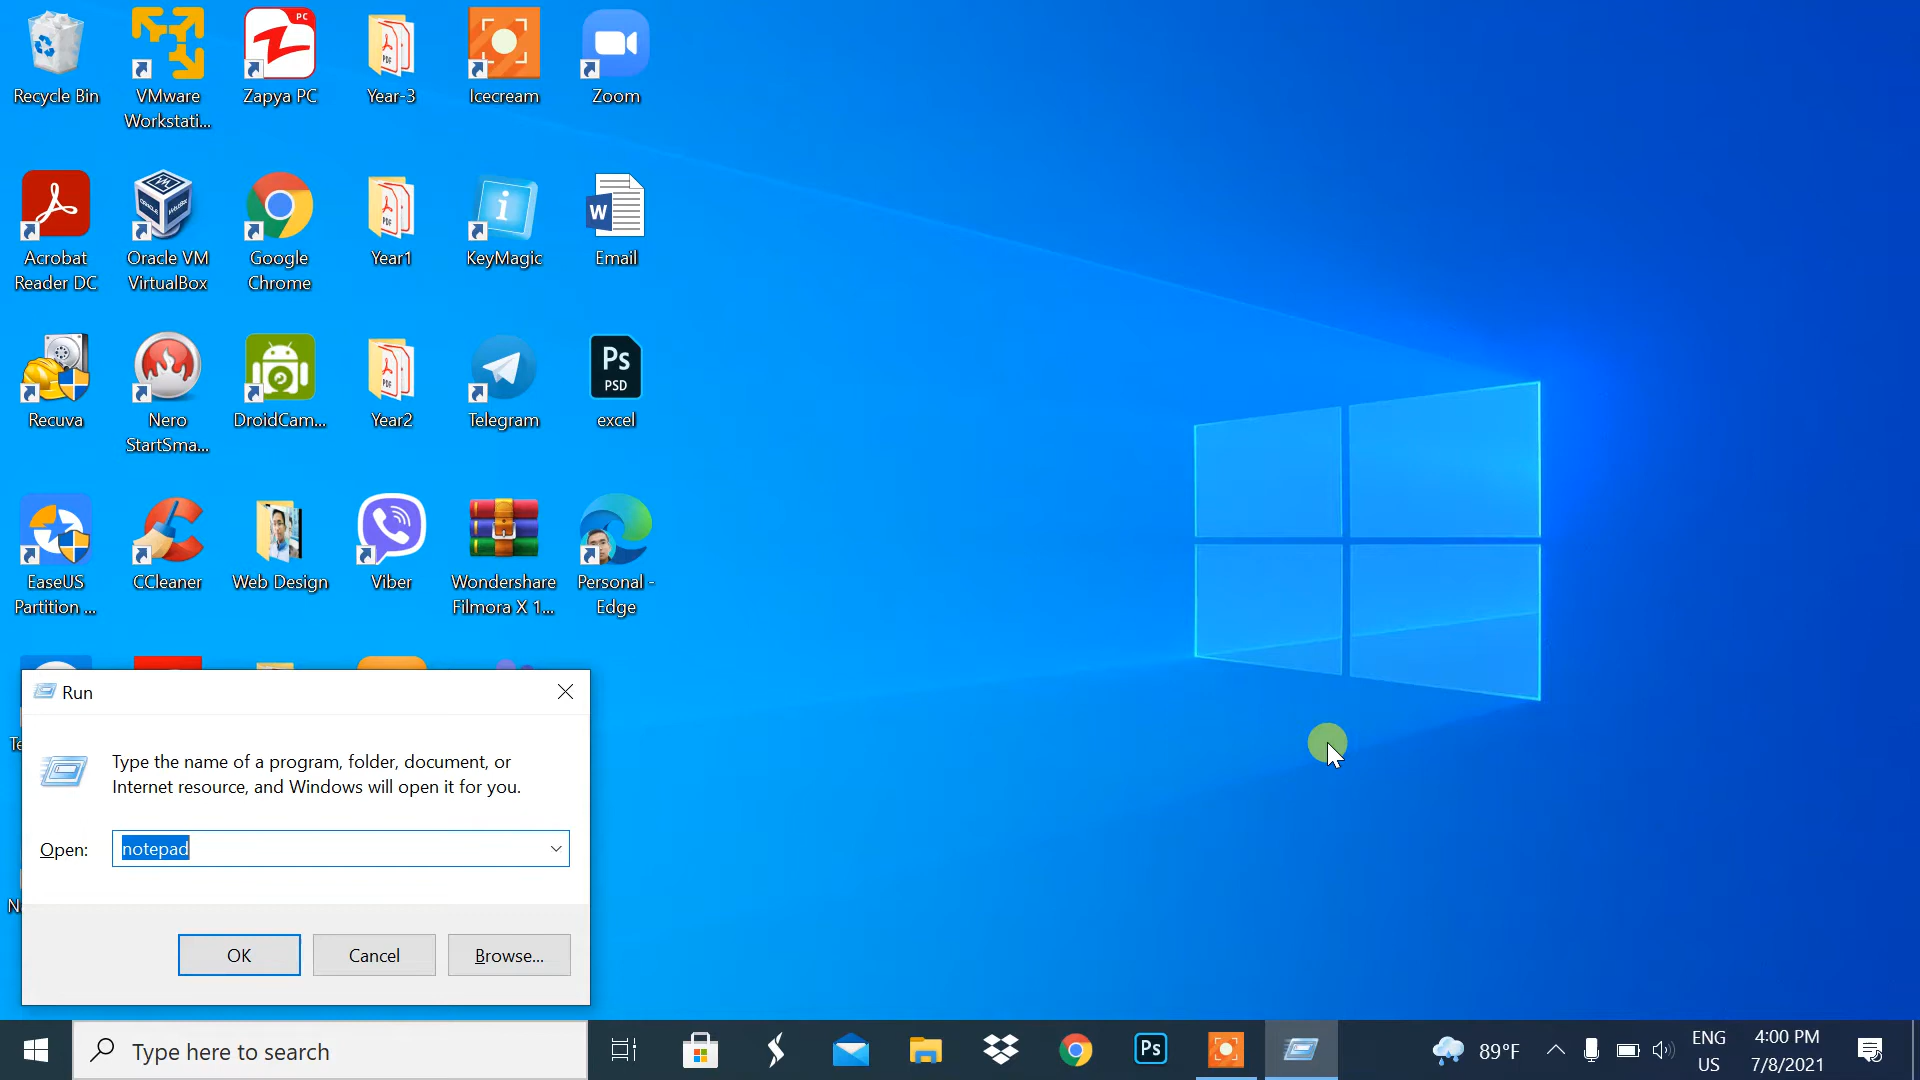 Recycle Bin
VMware
Workstati...
PC
Zapya PC
PDF
Year-3
Icecream
Zoom
Acrobat
Reader DC
ORACLE VM
Oracle VM
VirtualBox
Google
Chrome
PDF
Year1
i
KeyMagic
W
Email
Recuva
Nero
StartSma...
DroidCam...
PDF
Year2
Telegram
Ps
PSD
excel
EaseUS
Partition ...
CCleaner
Web Design
Viber
Wondershare
Filmora X 1...
Personal -
Edge
Run
Type the name of a program, folder, document, or
Internet resource, and Windows will open it for you.
Open:
notepad
OK
Cancel
Browse...
Type here to search
Ps
89°F
ENG
US
4:00 PM
7/8/2021